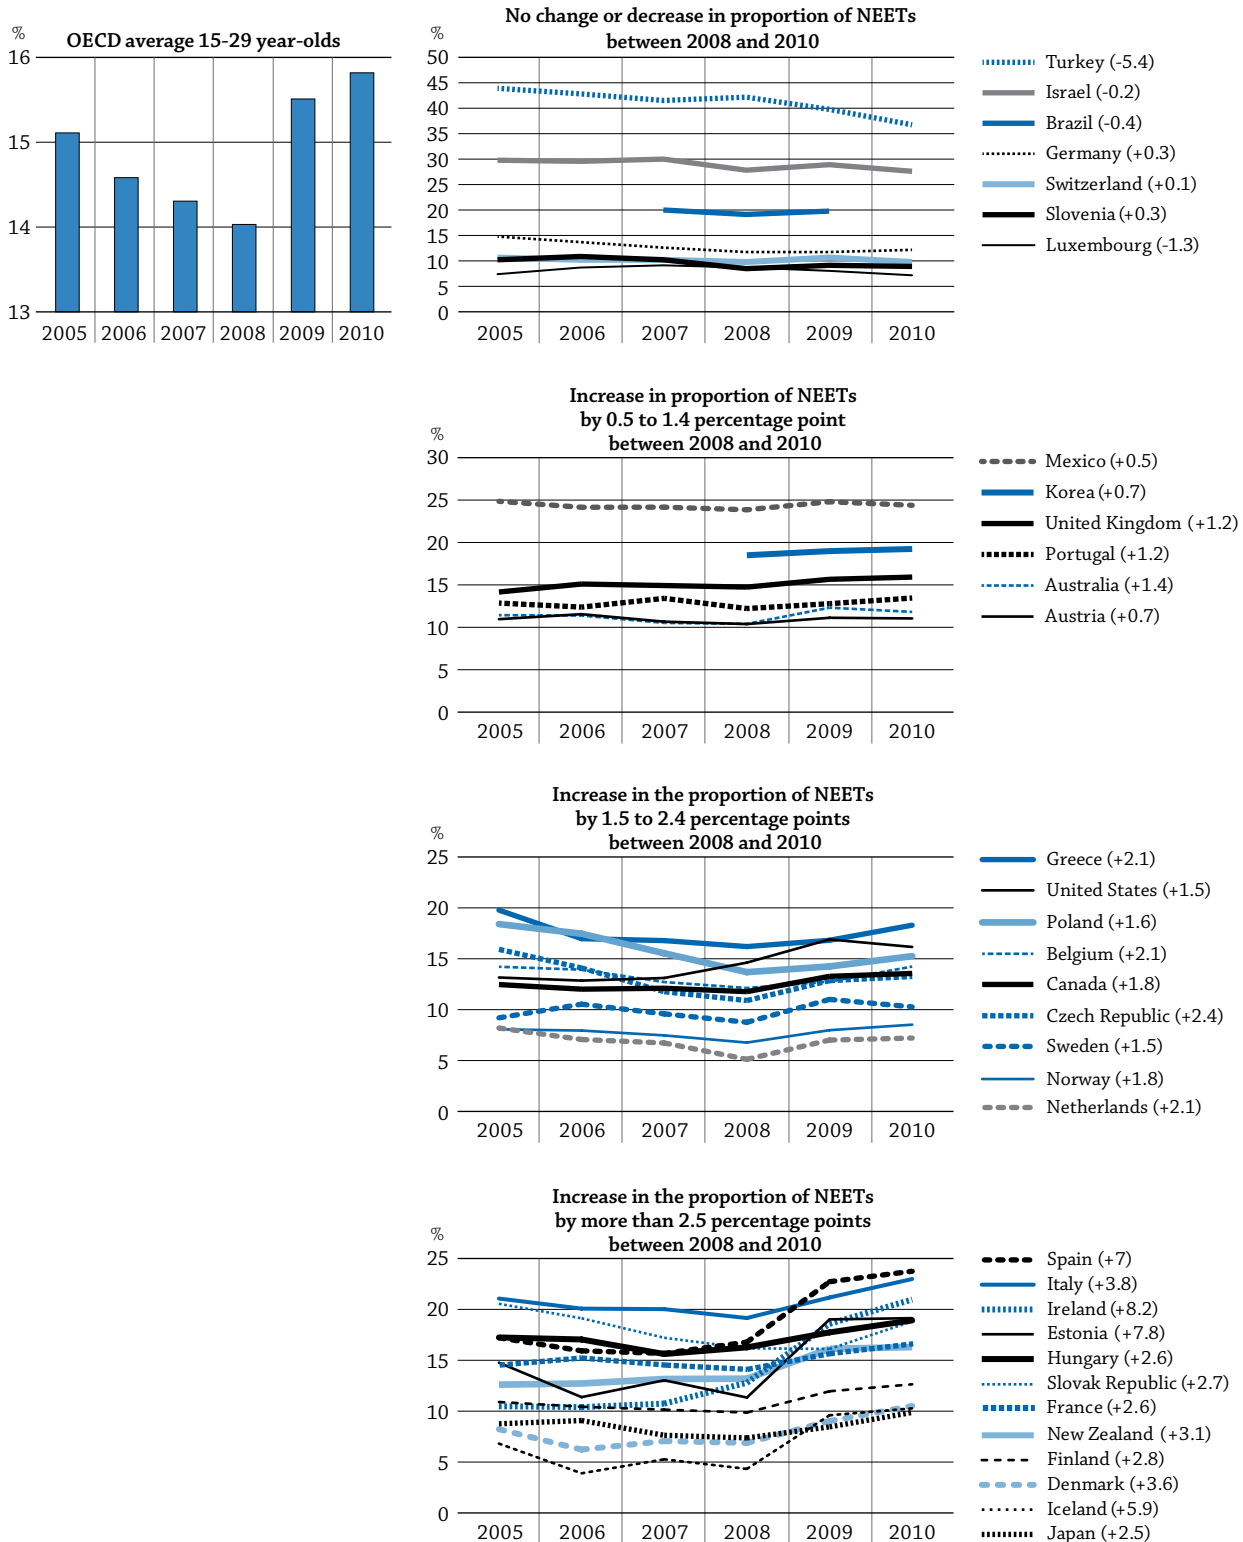 %
OECD average 15-29 year-olds
16
15
14
13
2005 2006 2007 2008 2009 2010
No change or decrease in proportion of NEETs
between 2008 and 2010
%
50
45
40
35
30
25
20
15
10
5
0
2005 2006 2007 2008 2009 2010
Turkey (-5.4)
Israel (-0.2)
Brazil (-0.4)
Germany (+0.3)
Switzerland (+0.1)
Slovenia (+0.3)
Luxembourg (-1.3)
Increase in proportion of NEETs
by 0.5 to 1.4 percentage point
between 2008 and 2010
%
30
25
20
15
10
5
0
2005 2006 2007 2008 2009 2010
Mexico (+0.5)
Korea (+0.7)
United Kingdom (+1.2)
Portugal (+1.2)
Australia (+1.4)
Austria (+0.7)
Increase in the proportion of NEETs
by 1.5 to 2.4 percentage points
between 2008 and 2010
%
25
20
15
10
5
0
2005 2006 2007 2008 2009 2010
Greece (+2.1)
United States (+1.5)
Poland (+1.6)
Belgium (+2.1)
Canada (+1.8)
Czech Republic (+2.4)
Sweden (+1.5)
Norway (+1.8)
Netherlands (+2.1)
Increase in the proportion of NEETs
by more than 2.5 percentage points
between 2008 and 2010
%
25
20
15
10
5
0
2005 2006 2007 2008 2009 2010
Spain (+7)
Italy (+3.8)
Ireland (+8.2)
Estonia (+7.8)
Hungary (+2.6)
Slovak Republic (+2.7)
France (+2.6)
New Zealand (+3.1)
Finland (+2.8)
Denmark (+3.6)
Iceland (+5.9)
Japan (+2.5)